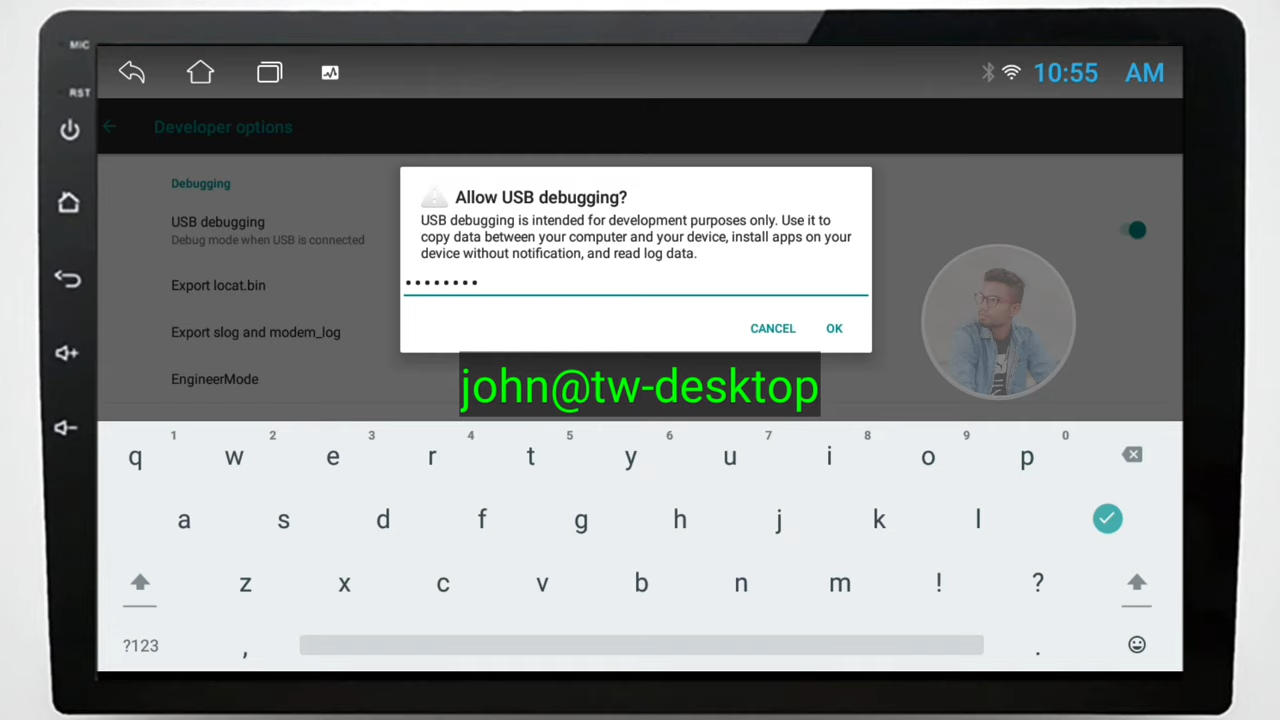 MIC
RST
10:55 AM
Developer options
Debugging
USB debugging
Debug mode when USB is connected
Export locat.bin
Export slog and modem_log
EngineerMode
Allow USB debugging?
USB debugging is intended for development purposes only. Use it to
copy data between your computer and your device, install apps on your
device without notification, and read log data.
••••••••
CANCEL OK
john@tw-desktop
1 2 3 4 5 6 7 8 9 0
q w e r t y u i o p
a s d f g h j k l
z x c v b n m ! ?
?123 , .